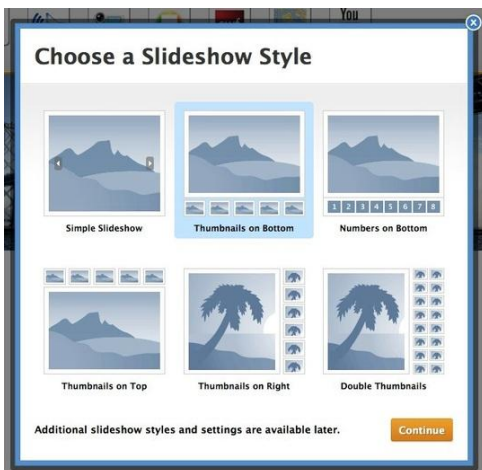 You
Choose a Slideshow Style
Simple Slideshow
Thumbnails on Bottom
1 2 3 4 5 6 7 8
Numbers on Bottom
Thumbnails on Top
Thumbnails on Right
Double Thumbnails
Additional slideshow styles and settings are available later.
Continue